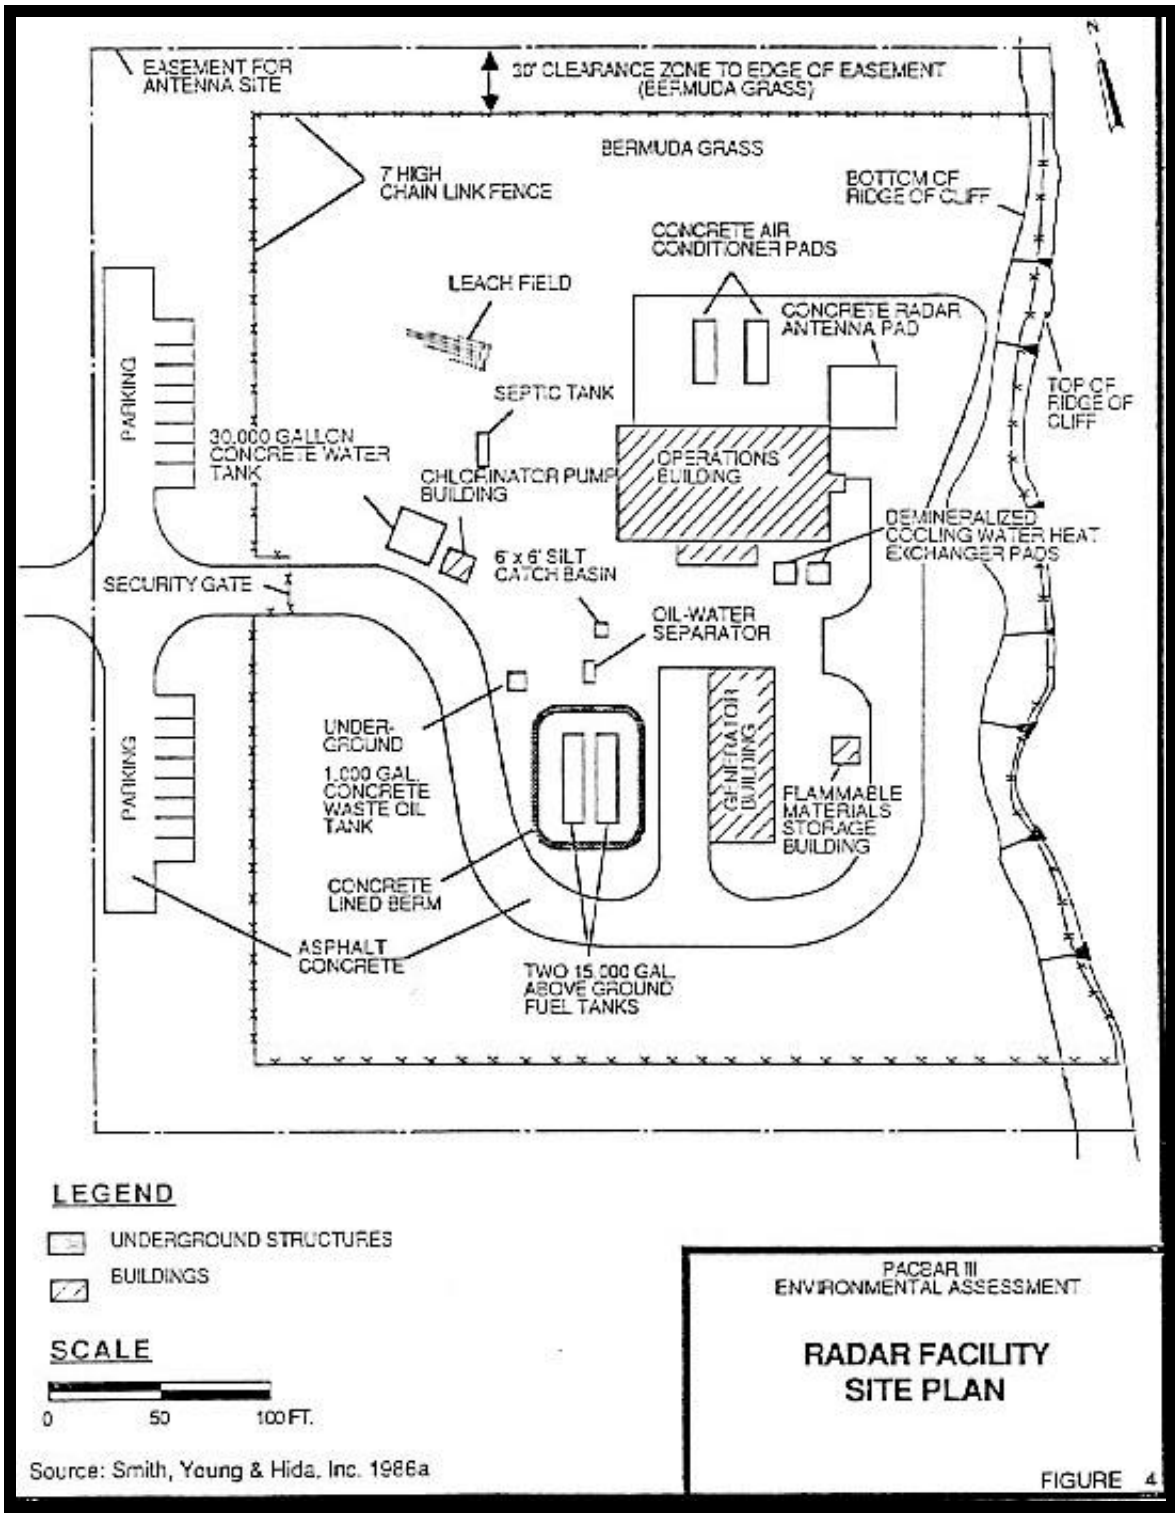 N
EASEMENT FOR
ANTENNA SITE
30' CLEARANCE ZONE TO EDGE OF EASEMENT
(BERMUDA GRASS)
BERMUDA GRASS
7' HIGH
CHAIN LINK FENCE
BOTTOM OF
RIDGE OF CLIFF
CONCRETE AIR
CONDITIONER PADS
LEACH FIELD
CONCRETE RADAR
ANTENNA PAD
PARKING
SEPTIC TANK
TOP OF
RIDGE OF
CLIFF
30,000 GALLON
CONCRETE WATER
TANK
CHLORINATOR PUMP
BUILDING
OPERATIONS
BUILDING
DEMINERALIZED
COOLING WATER HEAT
EXCHANGER PADS
6' x 6' SILT
CATCH BASIN
SECURITY GATE
OIL-WATER
SEPARATOR
UNDER-
GROUND
1,000 GAL.
CONCRETE
WASTE OIL
TANK
GENERATOR
BUILDING
PARKING
FLAMMABLE
MATERIALS
STORAGE
BUILDING
CONCRETE
LINED BERM
ASPHALT
CONCRETE
TWO 15,000 GAL.
ABOVE GROUND
FUEL TANKS
LEGEND
UNDERGROUND STRUCTURES
BUILDINGS
SCALE
0 50 100 FT.
Source: Smith, Young & Hida, Inc. 1986a
PACBAR III
ENVIRONMENTAL ASSESSMENT
RADAR FACILITY
SITE PLAN
FIGURE 4